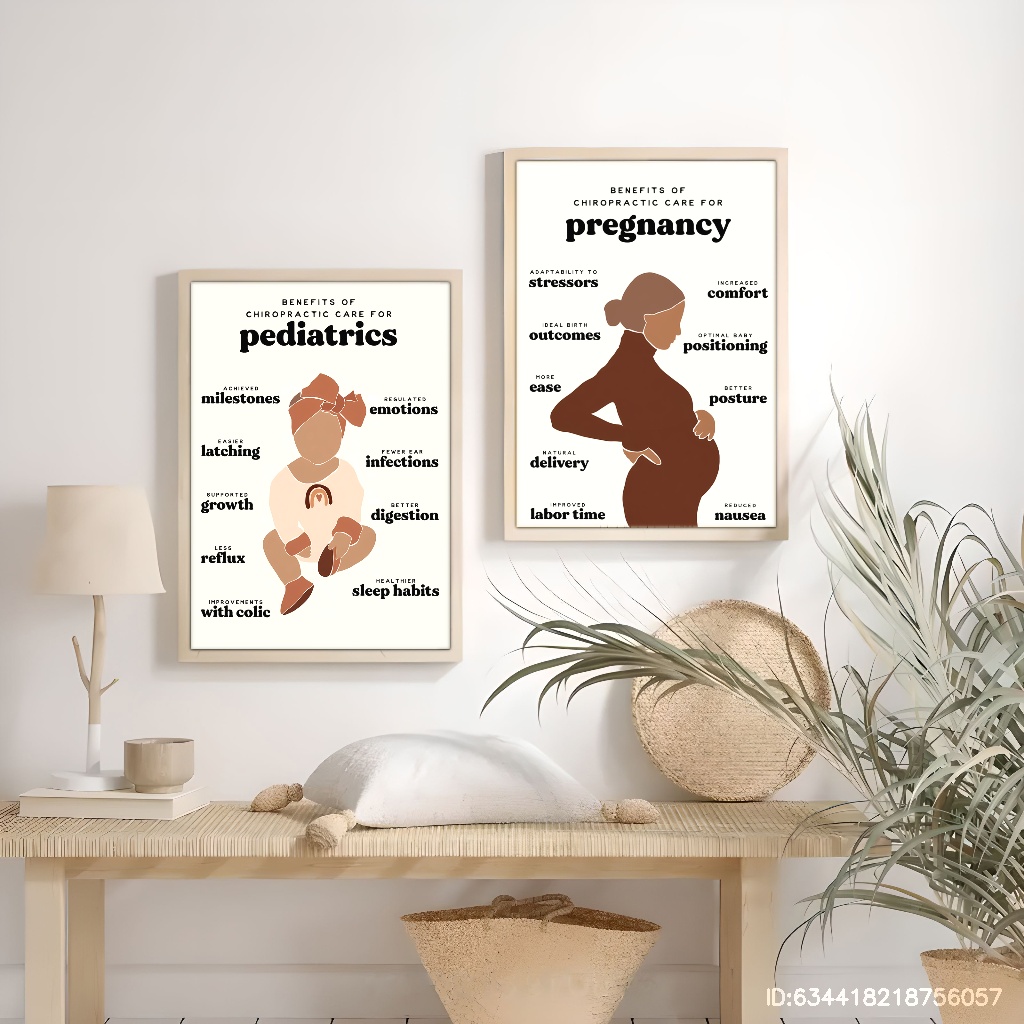 BENEFITS OF
CHIROPRACTIC CARE FOR
pediatrics
ACHIEVED
milestones
REGULATED
emotions
EASIER
latching
FEWER EAR
infections
SUPPORTED
growth
BETTER
digestion
LESS
reflux
HEALTHIER
sleep habits
IMPROVEMENTS
with colic
BENEFITS OF
CHIROPRACTIC CARE FOR
pregnancy
ADAPTABILITY TO
stressors
INCREASED
comfort
IDEAL BIRTH
outcomes
OPTIMAL BABY
positioning
MORE
ease
BETTER
posture
NATURAL
delivery
IMPROVED
labor time
REDUCED
nausea
ID:634418218756057